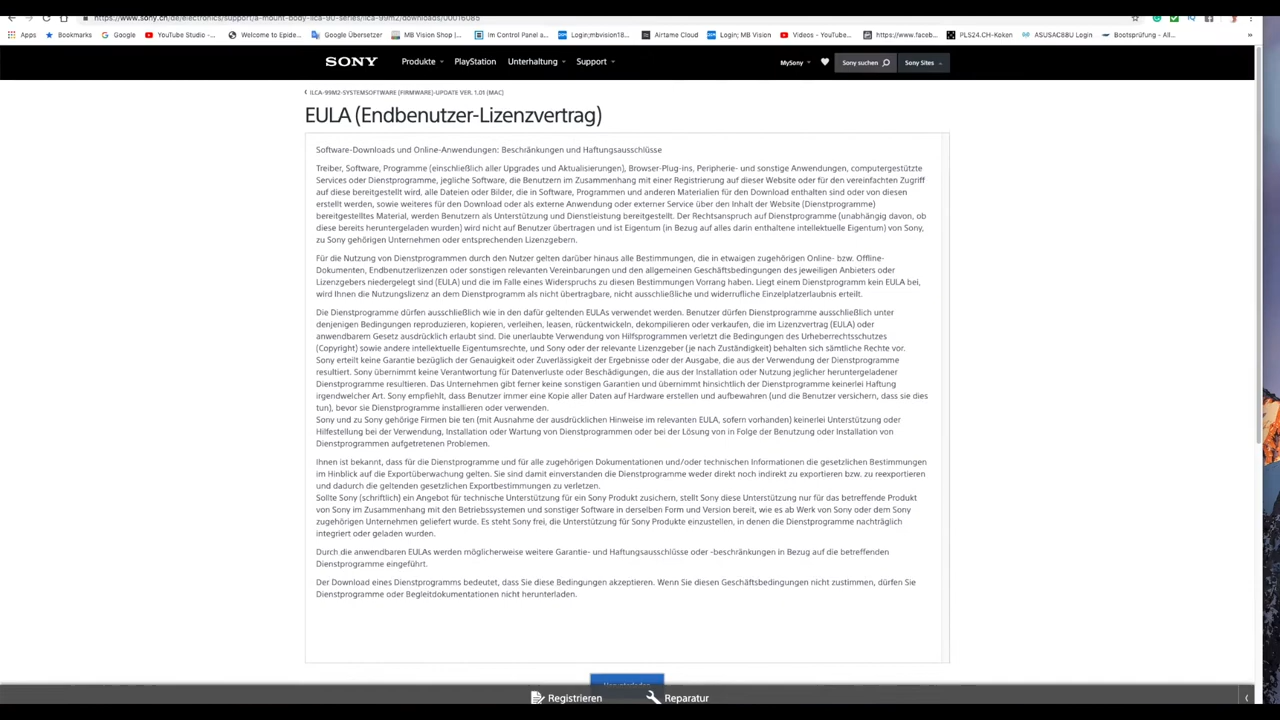 https://www.sony.ch/de/electronics/support/a-mount-body-ilca-90-series/ilca-99m2/downloads/00016085
Apps Bookmarks Google YouTube Studio -... Welcome to Epide... Google Übersetzer MB Vision Shop |... Im Control Panel a... Login;mbvision18... Airtame Cloud Login; MB Vision Videos - YouTube... https://www.faceb... PLS24.CH-Koken ASUSAC88U Login Bootsprüfung - All... »
SONY Produkte PlayStation Unterhaltung Support MySony Sony suchen Sony Sites
ILCA-99M2-SYSTEMSOFTWARE (FIRMWARE)-UPDATE VER. 1.01 (MAC)
EULA (Endbenutzer-Lizenzvertrag)
Software-Downloads und Online-Anwendungen: Beschränkungen und Haftungsausschlüsse
Treiber, Software, Programme (einschließlich aller Upgrades und Aktualisierungen), Browser-Plug-ins, Peripherie- und sonstige Anwendungen, computergestützte
Services oder Dienstprogramme, jegliche Software, die Benutzern im Zusammenhang mit einer Registrierung auf dieser Website oder für den vereinfachten Zugriff
auf diese bereitgestellt wird, alle Dateien oder Bilder, die in Software, Programmen und anderen Materialien für den Download enthalten sind oder von diesen
erstellt werden, sowie weiteres für den Download oder als externe Anwendung oder externer Service über den Inhalt der Website (Dienstprogramme)
bereitgestelltes Material, werden Benutzern als Unterstützung und Dienstleistung bereitgestellt. Der Rechtsanspruch auf Dienstprogramme (unabhängig davon, ob
diese bereits heruntergeladen wurden) wird nicht auf Benutzer übertragen und ist Eigentum (in Bezug auf alles darin enthaltene intellektuelle Eigentum) von Sony,
zu Sony gehörigen Unternehmen oder entsprechenden Lizenzgebern.
Für die Nutzung von Dienstprogrammen durch den Nutzer gelten darüber hinaus alle Bestimmungen, die in etwaigen zugehörigen Online- bzw. Offline-
Dokumenten, Endbenutzerlizenzen oder sonstigen relevanten Vereinbarungen und den allgemeinen Geschäftsbedingungen des jeweiligen Anbieters oder
Lizenzgebers niedergelegt sind (EULA) und die im Falle eines Widerspruchs zu diesen Bestimmungen Vorrang haben. Liegt einem Dienstprogramm kein EULA bei,
wird Ihnen die Nutzungslizenz an dem Dienstprogramm als nicht übertragbare, nicht ausschließliche und widerrufliche Einzelplatzerlaubnis erteilt.
Die Dienstprogramme dürfen ausschließlich wie in den dafür geltenden EULAs verwendet werden. Benutzer dürfen Dienstprogramme ausschließlich unter
denjenigen Bedingungen reproduzieren, kopieren, verleihen, leasen, rückentwickeln, dekompilieren oder verkaufen, die im Lizenzvertrag (EULA) oder
anwendbarem Gesetz ausdrücklich erlaubt sind. Die unerlaubte Verwendung von Hilfsprogrammen verletzt die Bedingungen des Urheberrechtsschutzes
(Copyright) sowie andere intellektuelle Eigentumsrechte, und Sony oder der relevante Lizenzgeber (je nach Zuständigkeit) behalten sich sämtliche Rechte vor.
Sony erteilt keine Garantie bezüglich der Genauigkeit oder Zuverlässigkeit der Ergebnisse oder der Ausgabe, die aus der Verwendung der Dienstprogramme
resultiert. Sony übernimmt keine Verantwortung für Datenverluste oder Beschädigungen, die aus der Installation oder Nutzung jeglicher heruntergeladener
Dienstprogramme resultieren. Das Unternehmen gibt ferner keine sonstigen Garantien und übernimmt hinsichtlich der Dienstprogramme keinerlei Haftung
irgendwelcher Art. Sony empfiehlt, dass Benutzer immer eine Kopie aller Daten auf Hardware erstellen und aufbewahren (und die Benutzer versichern, dass sie dies
tun), bevor sie Dienstprogramme installieren oder verwenden.
Sony und zu Sony gehörige Firmen bie ten (mit Ausnahme der ausdrücklichen Hinweise im relevanten EULA, sofern vorhanden) keinerlei Unterstützung oder
Hilfestellung bei der Verwendung, Installation oder Wartung von Dienstprogrammen oder bei der Lösung von in Folge der Benutzung oder Installation von
Dienstprogrammen aufgetretenen Problemen.
Ihnen ist bekannt, dass für die Dienstprogramme und für alle zugehörigen Dokumentationen und/oder technischen Informationen die gesetzlichen Bestimmungen
im Hinblick auf die Exportüberwachung gelten. Sie sind damit einverstanden die Dienstprogramme weder direkt noch indirekt zu exportieren bzw. zu reexportieren
und dadurch die geltenden gesetzlichen Exportbestimmungen zu verletzen.
Sollte Sony (schriftlich) ein Angebot für technische Unterstützung für ein Sony Produkt zusichern, stellt Sony diese Unterstützung nur für das betreffende Produkt
von Sony im Zusammenhang mit den Betriebssystemen und sonstiger Software in derselben Form und Version bereit, wie es ab Werk von Sony oder dem Sony
zugehörigen Unternehmen geliefert wurde. Es steht Sony frei, die Unterstützung für Sony Produkte einzustellen, in denen die Dienstprogramme nachträglich
integriert oder geladen wurden.
Durch die anwendbaren EULAs werden möglicherweise weitere Garantie- und Haftungsausschlüsse oder -beschränkungen in Bezug auf die betreffenden
Dienstprogramme eingeführt.
Der Download eines Dienstprogramms bedeutet, dass Sie diese Bedingungen akzeptieren. Wenn Sie diesen Geschäftsbedingungen nicht zustimmen, dürfen Sie
Dienstprogramme oder Begleitdokumentationen nicht herunterladen.
Registrieren Reparatur